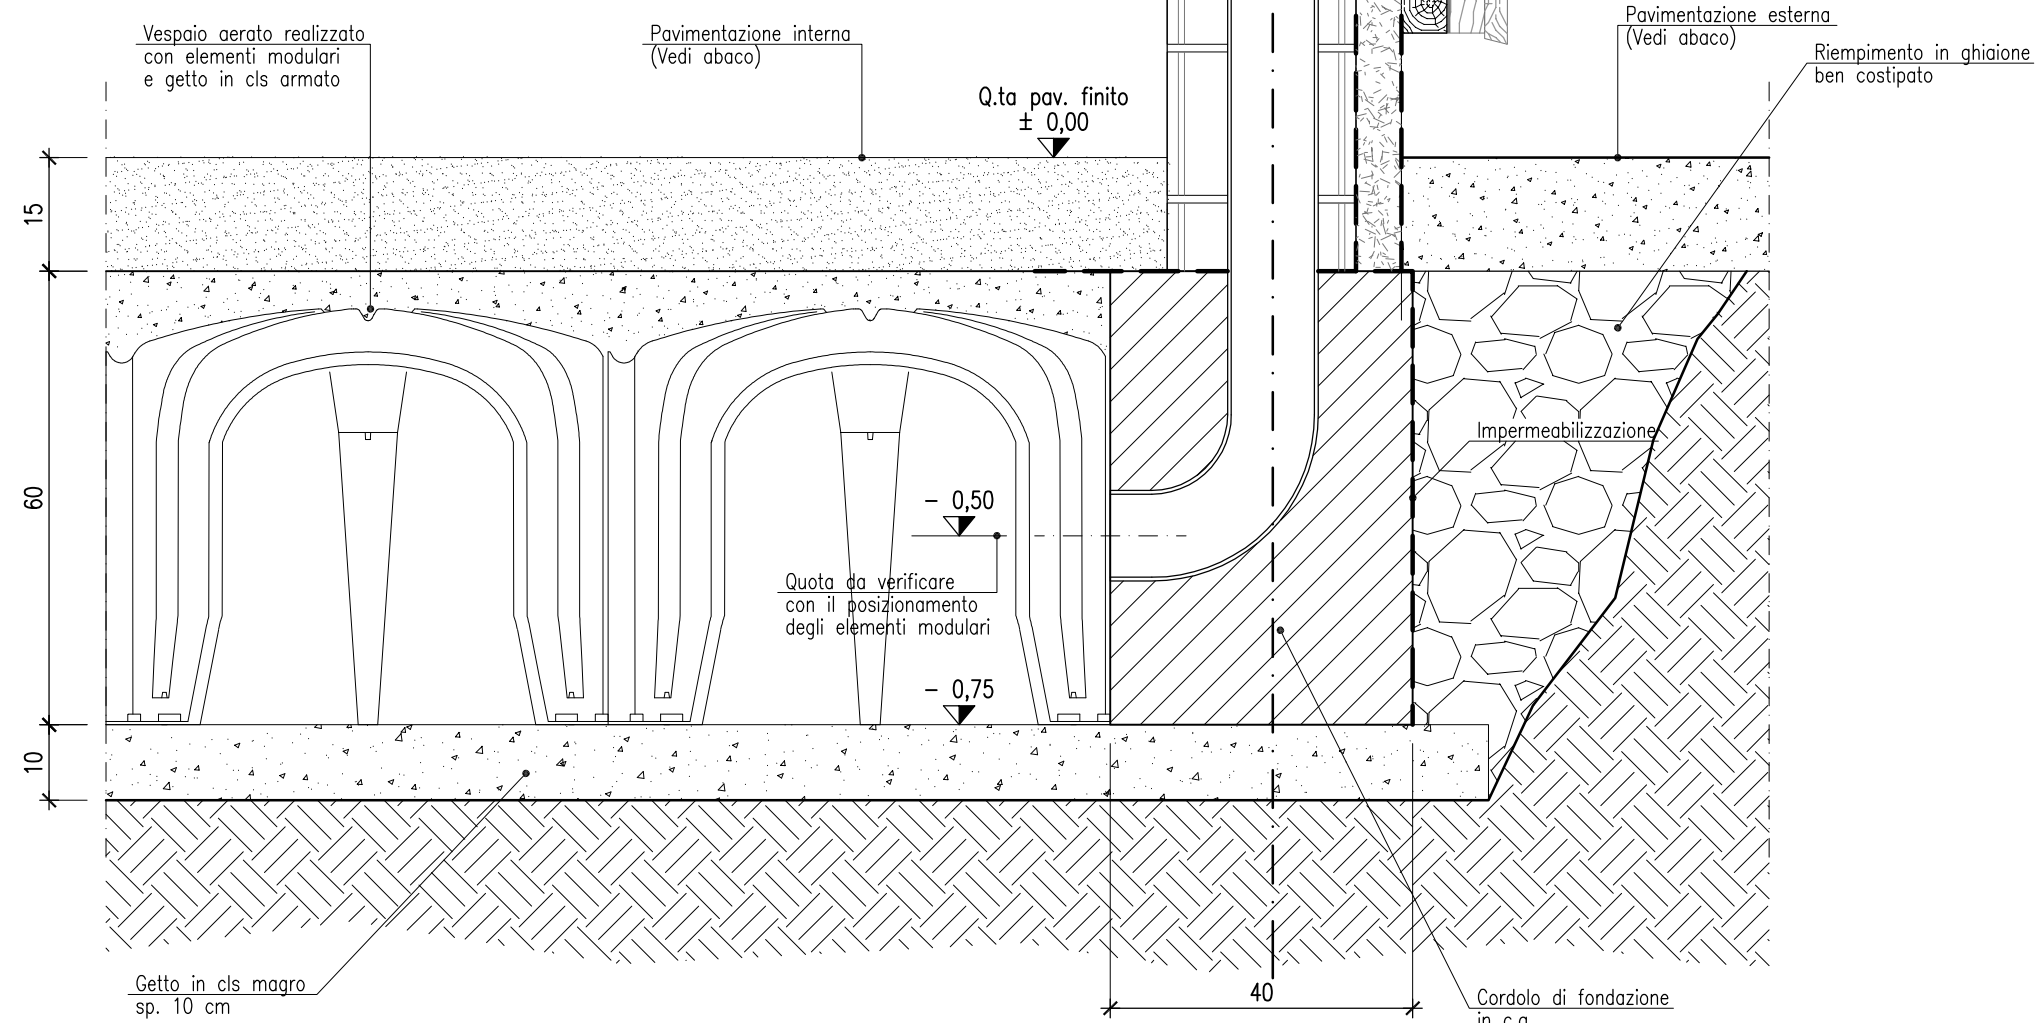 Vespaio aerato realizzato
con elementi modulari
e getto in cls armato
Pavimentazione interna
(Vedi abaco)
Q.ta pav. finito
± 0,00
Pavimentazione esterna
(Vedi abaco)
Riempimento in ghiaione
ben costipato
15
60
10
Impermeabilizzazione
- 0,50
Quota da verificare
con il posizionamento
degli elementi modulari
- 0,75
Getto in cls magro
sp. 10 cm
40
Cordolo di fondazione
in c.a.